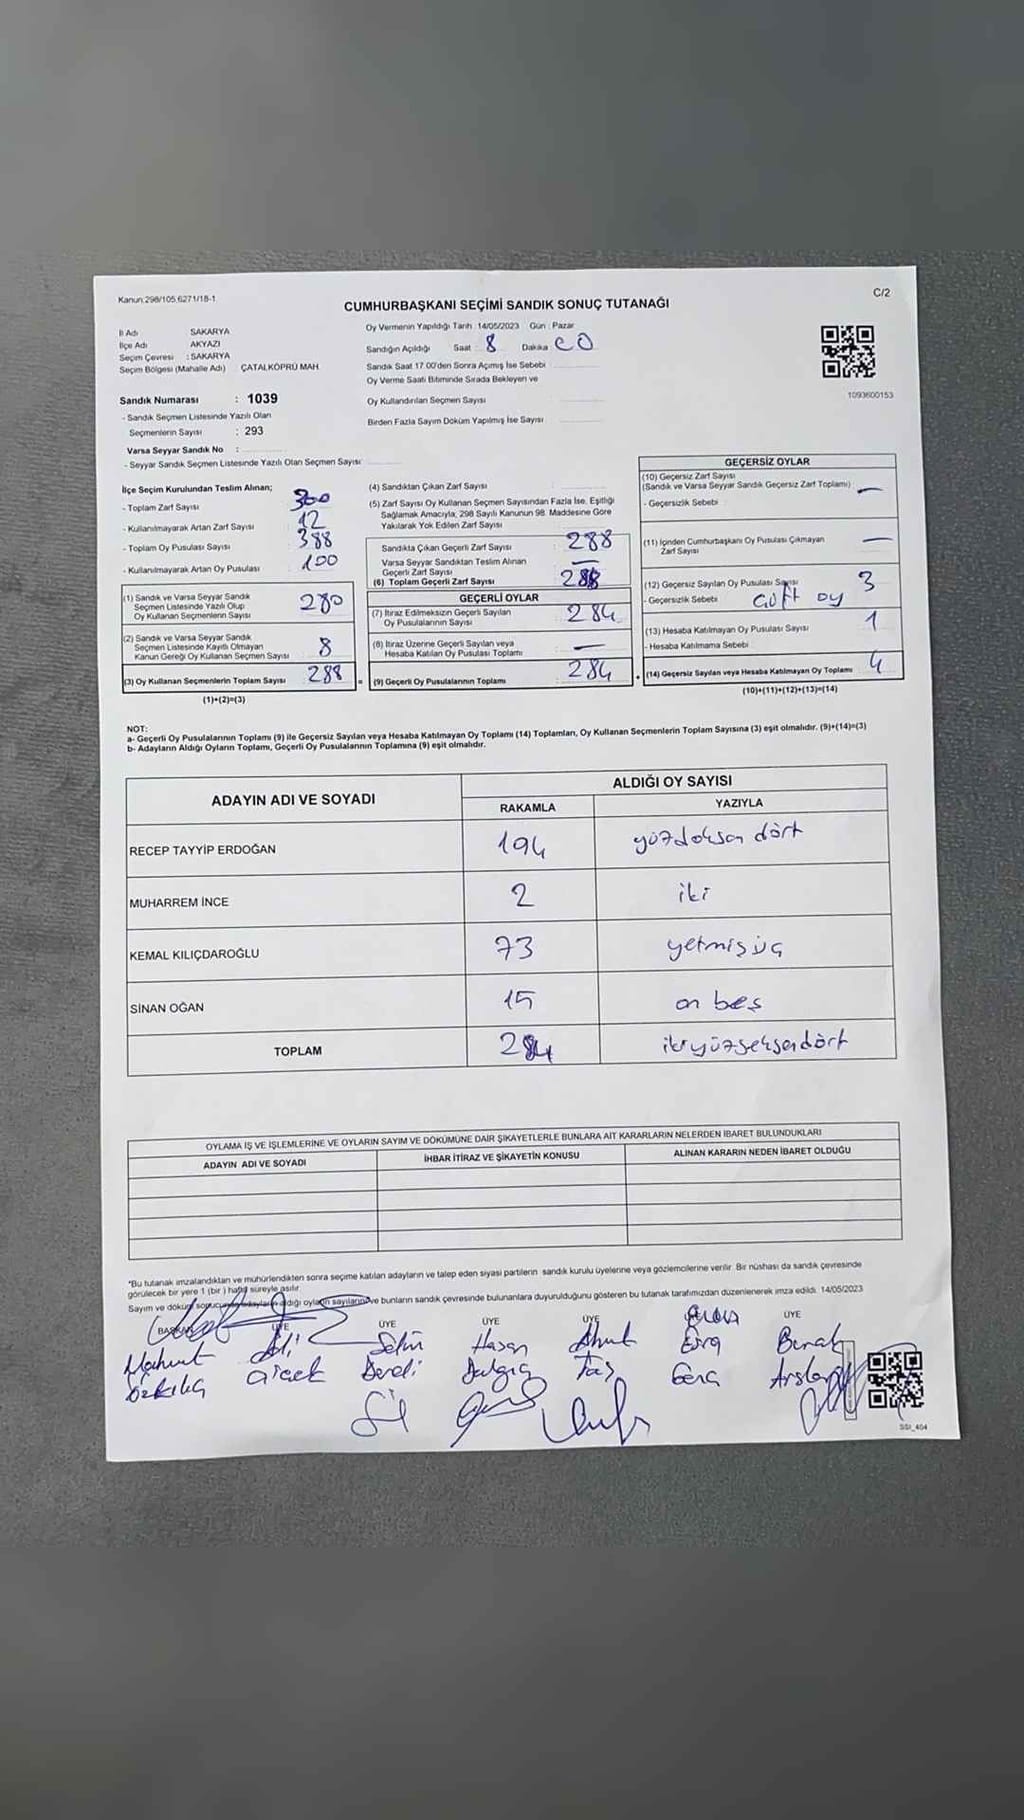 Kanun:298/105,6271/18-1
C/2
CUMHURBAŞKANI SEÇİMİ SANDIK SONUÇ TUTANAĞI
İl Adı SAKARYA
İlçe Adı AKYAZI
Seçim Çevresi : SAKARYA
Seçim Bölgesi (Mahalle Adı) ÇATALKÖPRÜ MAH.
Sandık Numarası : 1039
- Sandık Seçmen Listesinde Yazılı Olan
Seçmenlerin Sayısı : 293
Varsa Seyyar Sandık No :
- Seyyar Sandık Seçmen Listesinde Yazılı Olan Seçmen Sayısı
Oy Vermenin Yapıldığı Tarih : 14/05/2023 Gün : Pazar
Sandığın Açıldığı Saat : 8 Dakika : 00
Sandık Saat 17:00'den Sonra Açımış İse Sebebi
Oy Verme Saati Bitiminde Sırada Bekleyen ve
Oy Kullandırılan Seçmen Sayısı
Birden Fazla Sayım Döküm Yapılmış İse Sayısı
1093600153
İlçe Seçim Kurulundan Teslim Alınan;
- Toplam Zarf Sayısı 300
- Kullanılmayarak Artan Zarf Sayısı 12
- Toplam Oy Pusulası Sayısı 388
- Kullanılmayarak Artan Oy Pusulası 100
(1) Sandık ve Varsa Seyyar Sandık
Seçmen Listesinde Yazılı Olup
Oy Kullanan Seçmenlerin Sayısı 280
(2) Sandık ve Varsa Seyyar Sandık
Seçmen Listesinde Kayıtlı Olmayan
Kanun Gereği Oy Kullanan Seçmen Sayısı 8
(3) Oy Kullanan Seçmenlerin Toplam Sayısı 288 =
(1)+(2)=(3)
(4) Sandıktan Çıkan Zarf Sayısı
(5) Zarf Sayısı Oy Kullanan Seçmen Sayısından Fazla İse, Eşitliği
Sağlamak Amacıyla, 298 Sayılı Kanunun 98. Maddesine Göre
Yakılarak Yok Edilen Zarf Sayısı
Sandıkta Çıkan Geçerli Zarf Sayısı 288
Varsa Seyyar Sandıktan Teslim Alınan
Geçerli Zarf Sayısı —
(6) Toplam Geçerli Zarf Sayısı 288
GEÇERLİ OYLAR
(7) İtiraz Edilmeksizin Geçerli Sayılan
Oy Pusulalarının Sayısı 284
(8) İtiraz Üzerine Geçerli Sayılan veya
Hesaba Katılan Oy Pusulası Toplamı —
(9) Geçerli Oy Pusulalarının Toplamı 284 +
GEÇERSİZ OYLAR
(10) Geçersiz Zarf Sayısı
(Sandık ve Varsa Seyyar Sandık Geçersiz Zarf Toplamı) —
- Geçersizlik Sebebi
(11) İçinden Cumhurbaşkanı Oy Pusulası Çıkmayan
Zarf Sayısı —
(12) Geçersiz Sayılan Oy Pusulası Sayısı 3
- Geçersizlik Sebebi Çift oy
(13) Hesaba Katılmayan Oy Pusulası Sayısı 1
- Hesaba Katılmama Sebebi
(14) Geçersiz Sayılan veya Hesaba Katılmayan Oy Toplamı 4
(10)+(11)+(12)+(13)=(14)
NOT:
a- Geçerli Oy Pusulalarının Toplamı (9) ile Geçersiz Sayılan veya Hesaba Katılmayan Oy Toplamı (14) Toplamları, Oy Kullanan Seçmenlerin Toplam Sayısına (3) eşit olmalıdır. (9)+(14)=(3)
b- Adayların Aldığı Oyların Toplamı, Geçerli Oy Pusulalarının Toplamına (9) eşit olmalıdır.
ADAYIN ADI VE SOYADI
ALDIĞI OY SAYISI
RAKAMLA YAZIYLA
RECEP TAYYİP ERDOĞAN 194 yüzdoksan dört
MUHARREM İNCE 2 iki
KEMAL KILIÇDAROĞLU 73 yetmişüç
SİNAN OĞAN 15 on beş
TOPLAM 284 ikiyüzseksendört
OYLAMA İŞ VE İŞLEMLERİNE VE OYLARIN SAYIM VE DÖKÜMÜNE DAİR ŞİKAYETLERLE BUNLARA AİT KARARLARIN NELERDEN İBARET BULUNDUKLARI
ADAYIN ADI VE SOYADI İHBAR İTİRAZ VE ŞİKAYETİN KONUSU ALINAN KARARIN NEDEN İBARET OLDUĞU
*Bu tutanak imzalandıktan ve mühürlendikten sonra seçime katılan adayların ve talep eden siyasi partilerin sandık kurulu üyelerine veya gözlemcilerine verilir. Bir nüshası da sandık çevresinde
görülecek bir yere 1 (bir) hafta süreyle asılır.
Sayım ve döküm sonucunda adayların aldığı oyların sayılarını ve bunların sandık çevresinde bulunanlara duyurulduğunu gösteren bu tutanak tarafımızdan düzenlenerek imza edildi. 14/05/2023
BAŞKAN ÜYE ÜYE ÜYE ÜYE ÜYE
Mahmut Ali Selim Hasan Ahmet Esra Burak
Özkılıç Çiçek Dereli Dalgıç Taş Arslan
SSI_404